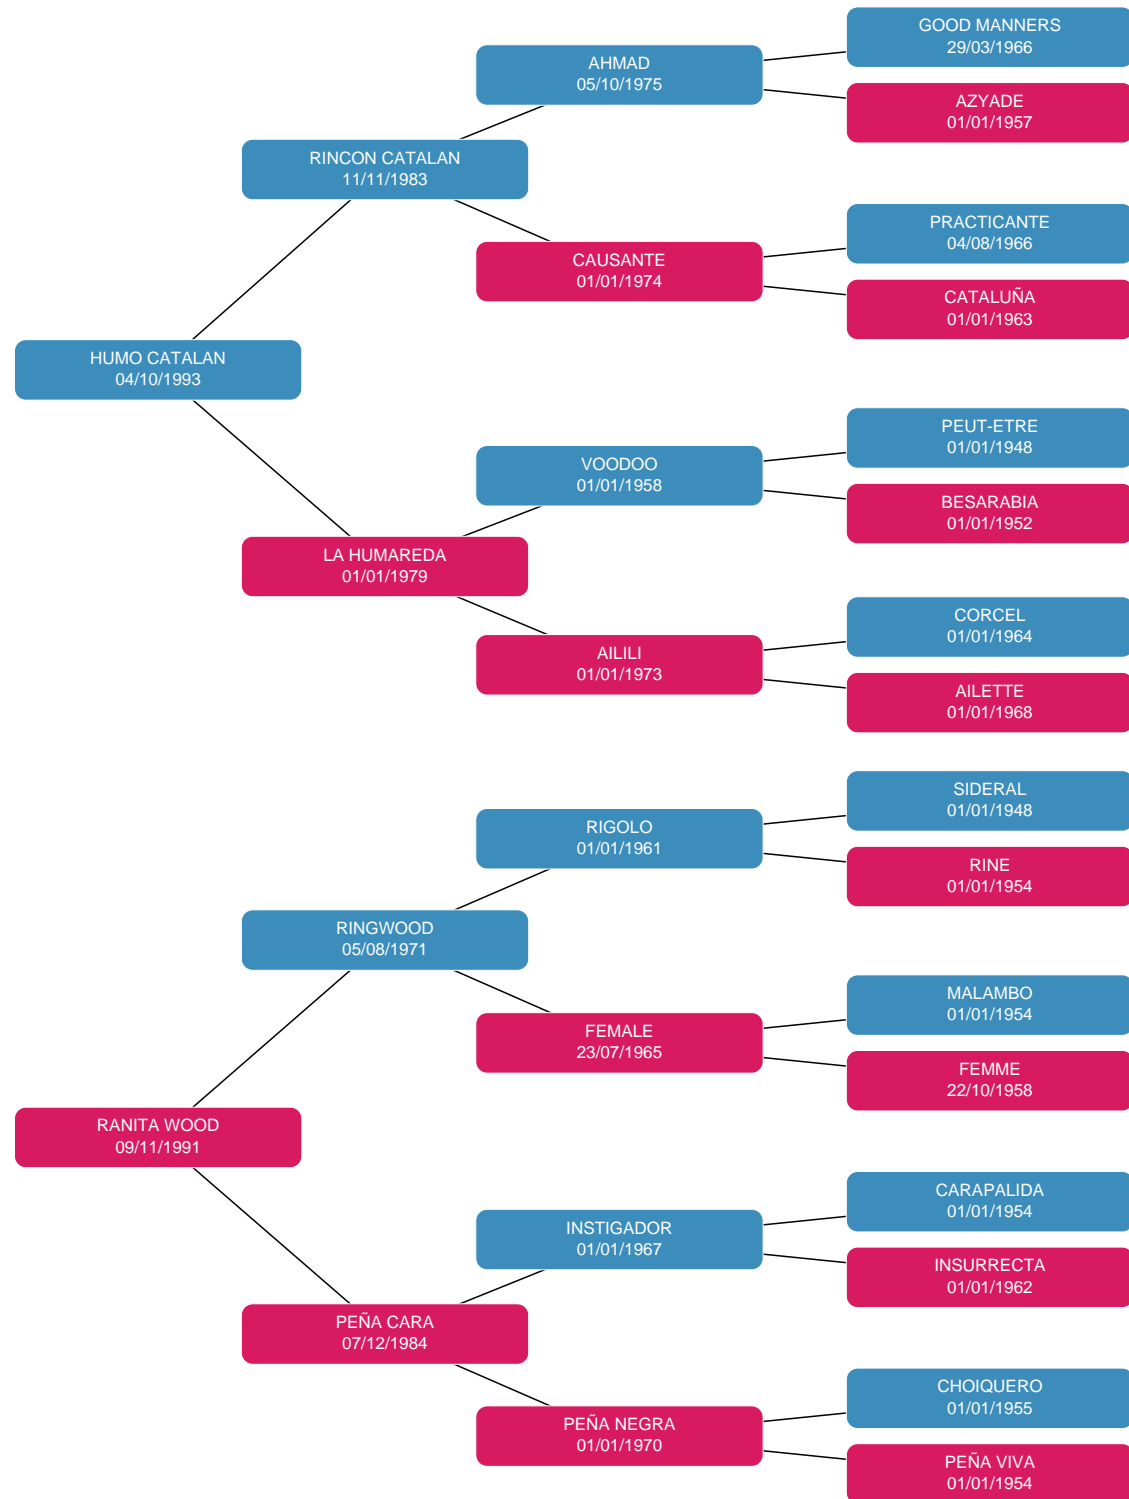 GOOD MANNERS
29/03/1966
AHMAD
05/10/1975
AZYADE
01/01/1957
RINCON CATALAN
11/11/1983
PRACTICANTE
04/08/1966
CAUSANTE
01/01/1974
CATALUÑA
01/01/1963
HUMO CATALAN
04/10/1993
PEUT-ETRE
01/01/1948
VOODOO
01/01/1958
BESARABIA
01/01/1952
LA HUMAREDA
01/01/1979
CORCEL
01/01/1964
AILILI
01/01/1973
AILETTE
01/01/1968
SIDERAL
01/01/1948
RIGOLO
01/01/1961
RINE
01/01/1954
RINGWOOD
05/08/1971
MALAMBO
01/01/1954
FEMALE
23/07/1965
FEMME
22/10/1958
RANITA WOOD
09/11/1991
CARAPALIDA
01/01/1954
INSTIGADOR
01/01/1967
INSURRECTA
01/01/1962
PEÑA CARA
07/12/1984
CHOIQUERO
01/01/1955
PEÑA NEGRA
01/01/1970
PEÑA VIVA
01/01/1954